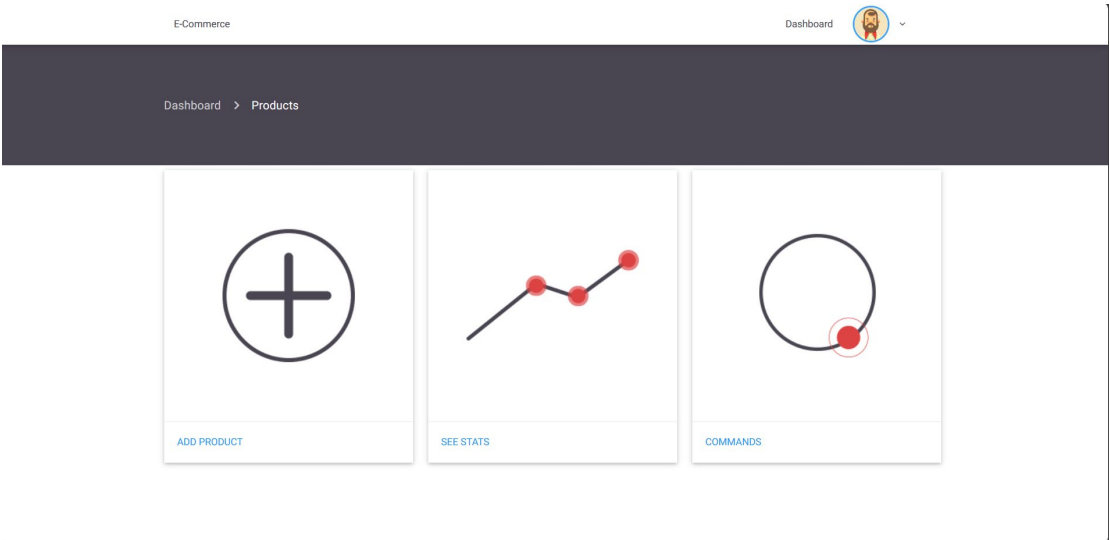 E-Commerce
Dashboard
Dashboard > Products
ADD PRODUCT
SEE STATS
COMMANDS